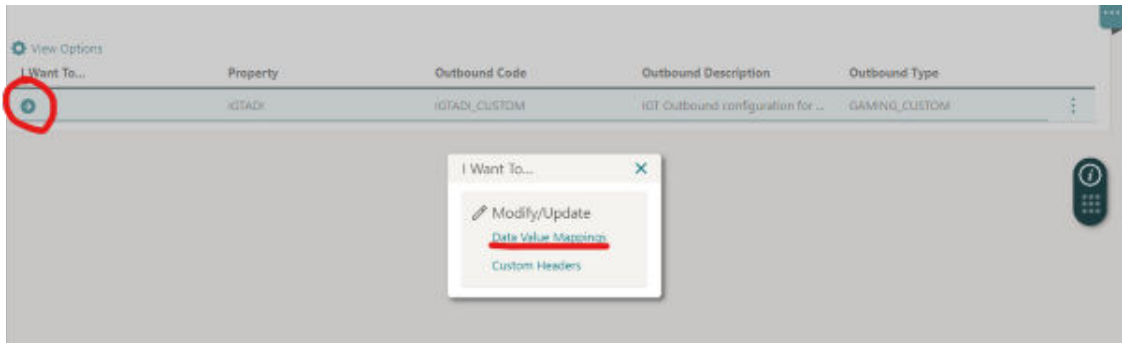 View Options
I Want To... Property Outbound Code Outbound Description Outbound Type
IGTADI IGTADI_CUSTOM IGT Outbound configuration for ... GAMING_CUSTOM
I Want To...
Modify/Update
Data Value Mappings
Custom Headers